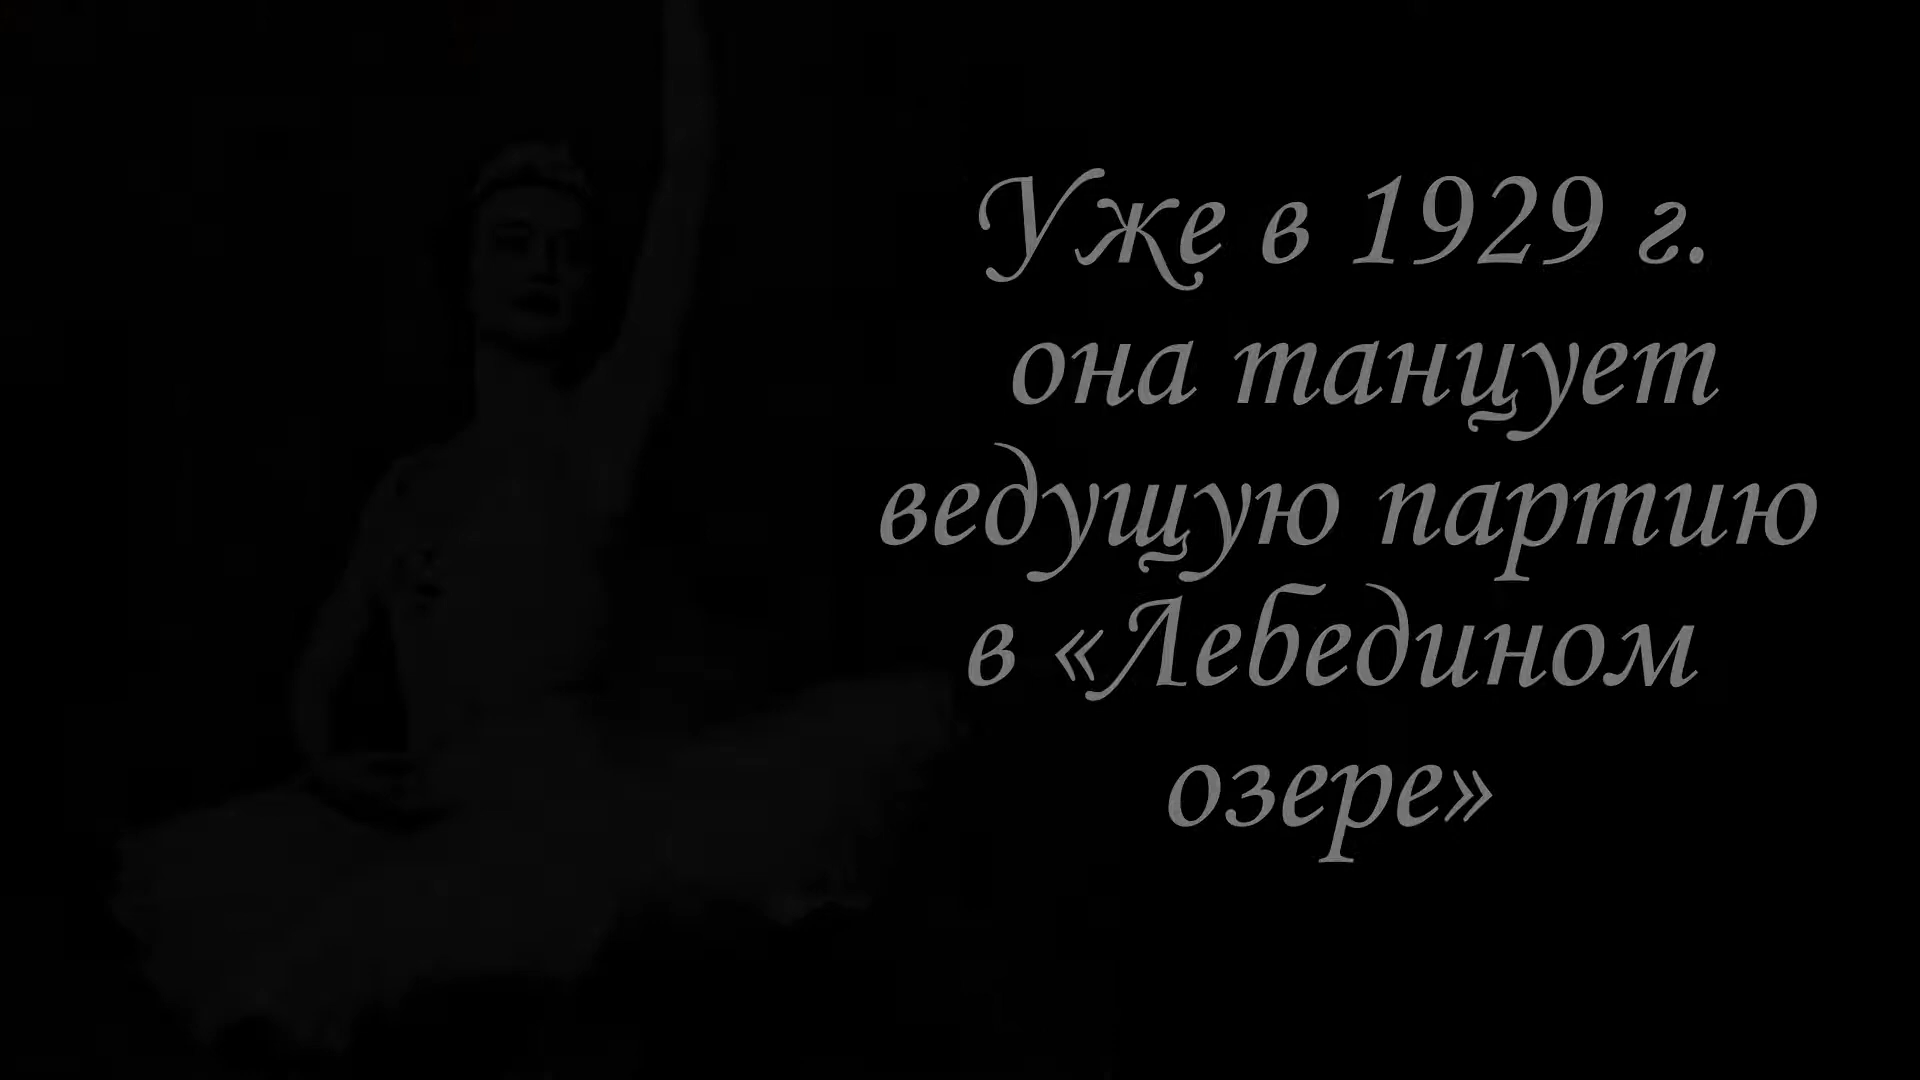 Уже в 1929 г.
она танцует
ведущую партию
в «Лебедином
озере»